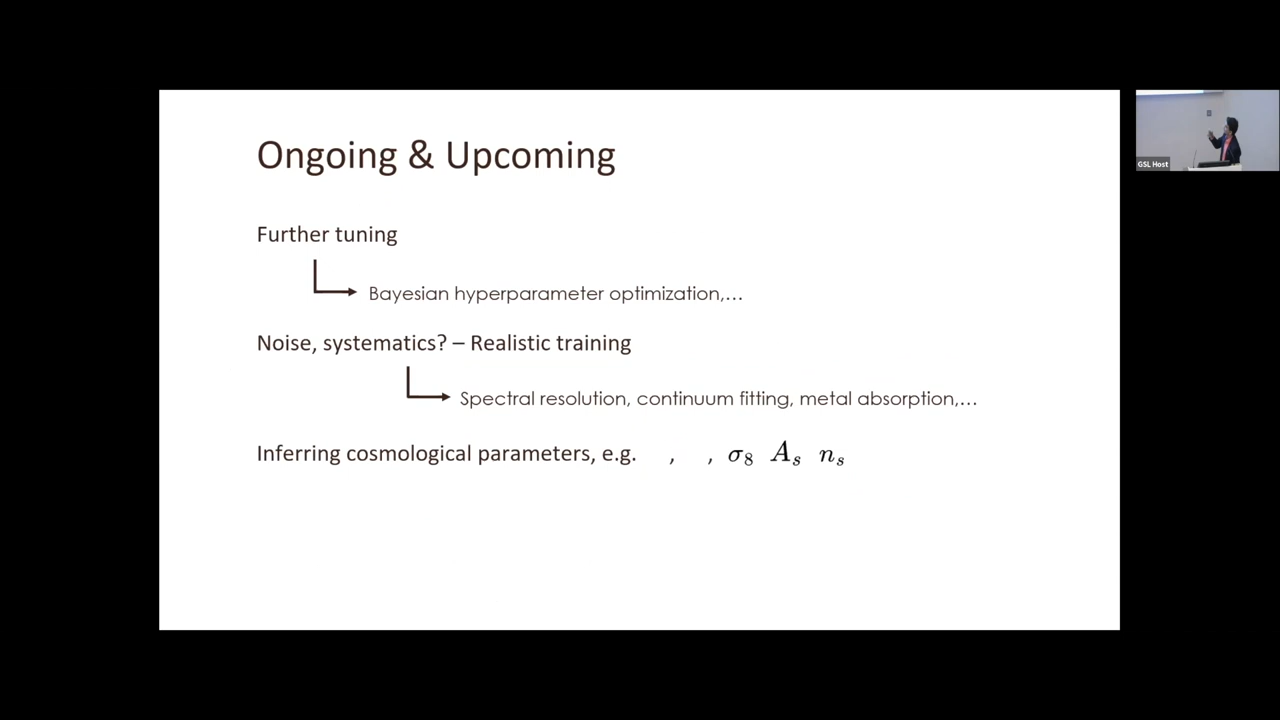 Ongoing & Upcoming
Further tuning
Bayesian hyperparameter optimization,...
Noise, systematics? – Realistic training
Spectral resolution, continuum fitting, metal absorption,...
Inferring cosmological parameters, e.g. , , σ₈ Aₛ nₛ
GSL Host